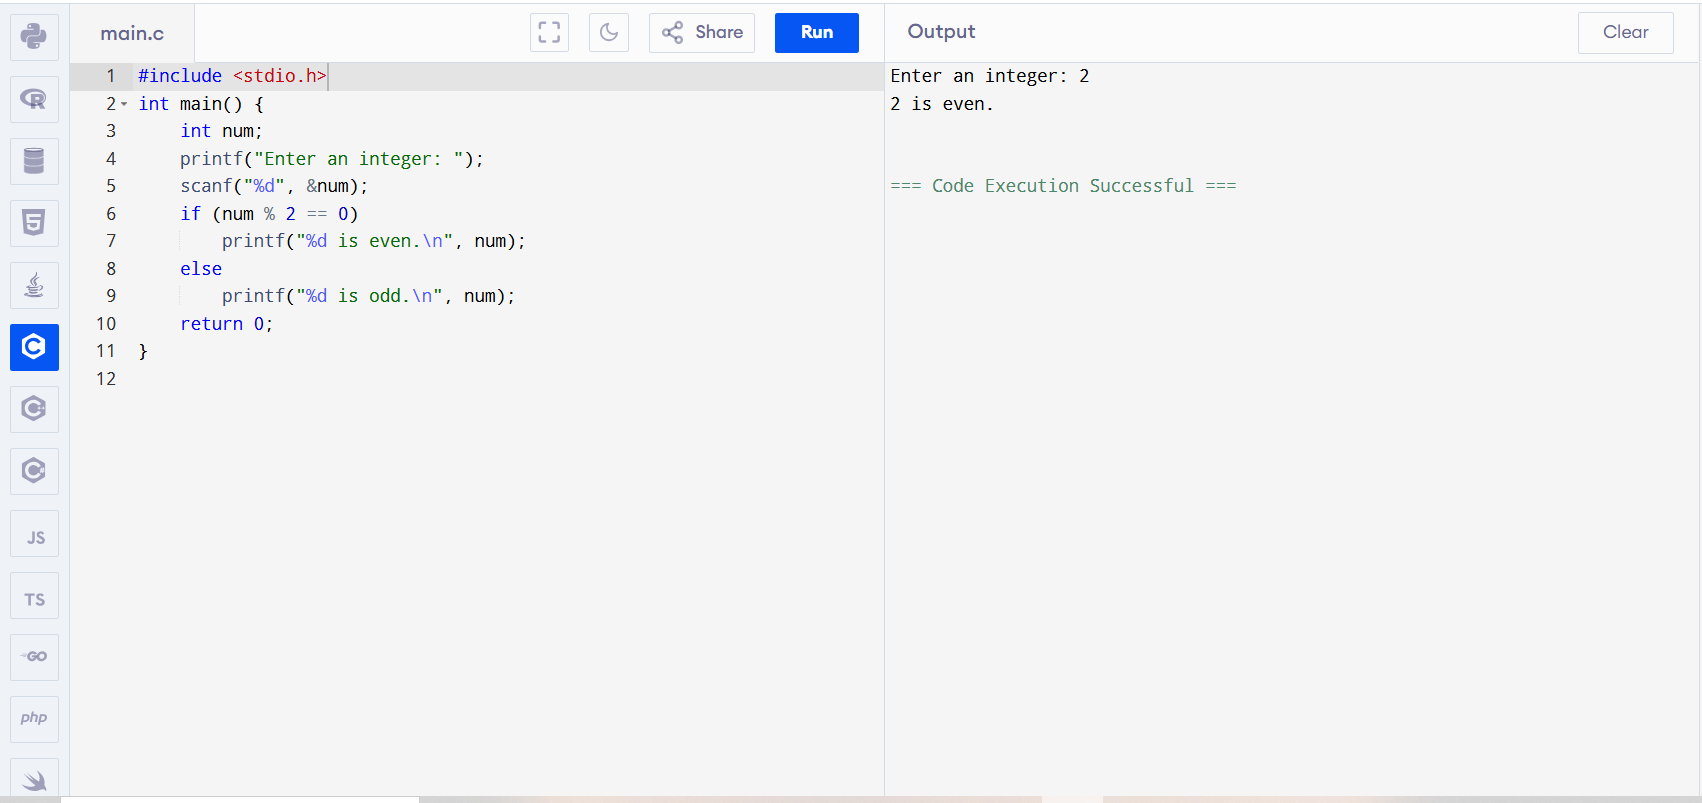 main.c
Share
Run
Output
Clear
1 #include <stdio.h>
2 int main() {
3     int num;
4     printf("Enter an integer: ");
5     scanf("%d", &num);
6     if (num % 2 == 0)
7         printf("%d is even.\n", num);
8     else
9         printf("%d is odd.\n", num);
10     return 0;
11 }
12
Enter an integer: 2
2 is even.
=== Code Execution Successful ===
R
5
C
C++
C#
JS
TS
GO
php